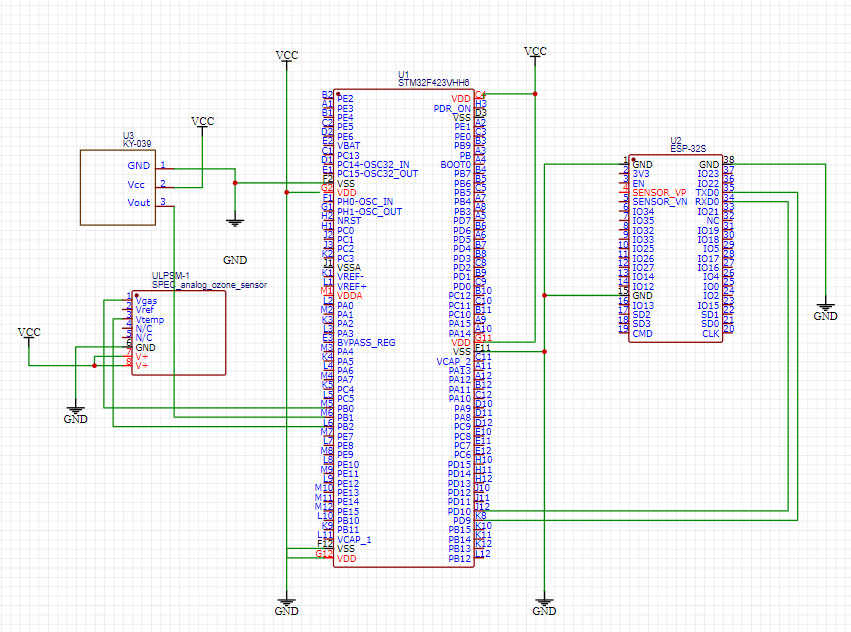 VCC
VCC
U1
STM32F423VHH6
B2 PE2
A1 PE3
B1 PE4
C2 PE5
D2 PE6
E2 VBAT
C1 PC13
D1 PC14-OSC32_IN
E1 PC15-OSC32_OUT
F2 VSS
G2 VDD
F1 PH0-OSC_IN
G1 PH1-OSC_OUT
H2 NRST
H1 PC0
J2 PC1
J3 PC2
K2 PC3
J1 VSSA
K1 VREF-
L1 VREF+
M1 VDDA
L2 PA0
M2 PA1
K3 PA2
L3 PA3
E3 BYPASS_REG
M3 PA4
K4 PA5
L4 PA6
M4 PA7
K5 PC4
L5 PC5
M5 PB0
M6 PB1
L6 PB2
M7 PE7
L7 PE8
M8 PE9
L8 PE10
M9 PE11
L9 PE12
M10 PE13
M11 PE14
M12 PE15
L10 PB10
K9 PB11
L11 VCAP_1
F12 VSS
G12 VDD
VDD C4
PDR_ON H3
VSS D3
PE1 A2
PE0 C3
PB9 B3
PB A3
BOOT0 A4
PB7 B4
PB6 B5
PB5 C5
PB4 A7
PB3 A8
PD7 A5
PD6 B6
PD5 A6
PD4 B7
PD3 B8
PD2 C8
PD1 B9
PD0 C9
PC12 B10
PC11 C10
PC10 B11
PA15 A9
PA14 A10
VDD G11
VSS F11
VCAP_2 C11
PA13 A11
PA12 A12
PA11 B12
PA10 C12
PA9 D10
PA8 D11
PC9 D12
PC8 E10
PC7 E11
PC6 E12
PD15 H10
PD14 H11
PD13 H12
PD12 J10
PD11 J11
PD10 J12
PD9 K8
PB15 K10
PB14 K11
PB13 K12
PB12 L12
VCC
U3
KY-039
GND 1
Vcc 2
Vout 3
GND
U2
ESP-32S
1 GND
2 3V3
3 EN
4 SENSOR_VP
5 SENSOR_VN
6 IO34
7 IO35
8 IO32
9 IO33
10 IO25
11 IO26
12 IO27
13 IO14
14 IO12
15 GND
16 IO13
17 SD2
18 SD3
19 CMD
GND 38
IO23 37
IO22 36
TXD0 35
RXD0 34
IO21 33
NC 32
IO19 31
IO18 30
IO5 29
IO17 28
IO16 27
IO4 26
IO0 25
IO2 24
IO15 23
SD1 22
SD0 21
CLK 20
GND
ULPSM-1
SPEC_analog_ozone_sensor
1 Vgas
2 Vref
3 Vtemp
4 N/C
5 N/C
6 GND
7 V+
8 V+
VCC
GND
GND
GND